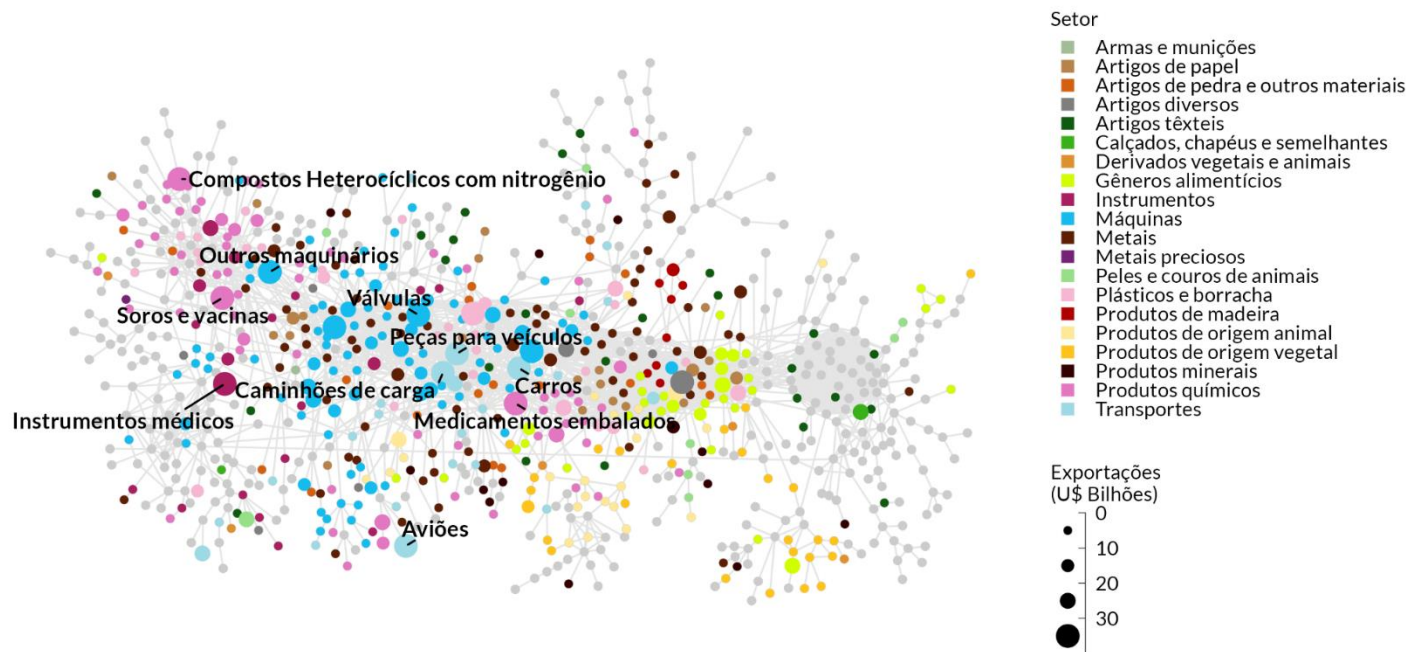 Compostos Heterocíclicos com nitrogênio
Outros maquinários
Válvulas
Soros e vacinas
Peças para veículos
Caminhões de carga
Carros
Instrumentos médicos
Medicamentos embalados
Aviões
Setor
Armas e munições
Artigos de papel
Artigos de pedra e outros materiais
Artigos diversos
Artigos têxteis
Calçados, chapéus e semelhantes
Derivados vegetais e animais
Gêneros alimentícios
Instrumentos
Máquinas
Metais
Metais preciosos
Peles e couros de animais
Plásticos e borracha
Produtos de madeira
Produtos de origem animal
Produtos de origem vegetal
Produtos minerais
Produtos químicos
Transportes
Exportações
(U$ Bilhões)
0
10
20
30